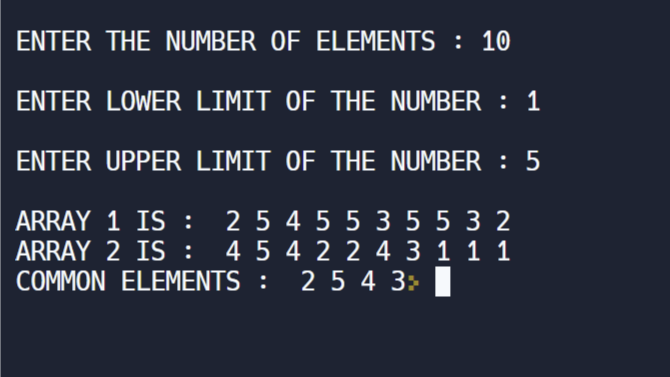 ENTER THE NUMBER OF ELEMENTS : 10
ENTER LOWER LIMIT OF THE NUMBER : 1
ENTER UPPER LIMIT OF THE NUMBER : 5
ARRAY 1 IS :  2 5 4 5 5 3 5 5 3 2
ARRAY 2 IS :  4 5 4 2 2 4 3 1 1 1
COMMON ELEMENTS :  2 5 4 3>